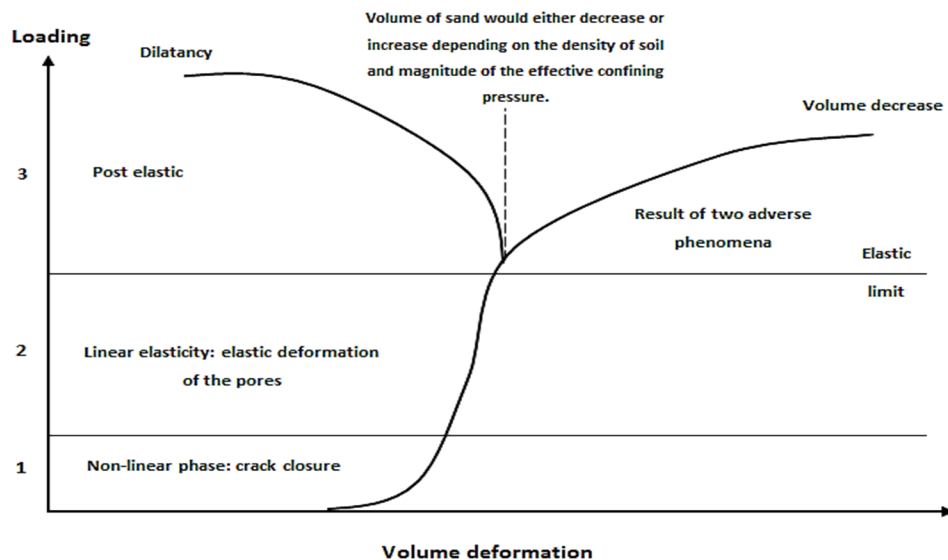 Volume of sand would either decrease or
increase depending on the density of soil
and magnitude of the effective confining
pressure.
Loading
Dilatancy
Volume decrease
3
Post elastic
Result of two adverse
phenomena
Elastic
limit
2
Linear elasticity: elastic deformation
of the pores
1
Non-linear phase: crack closure
Volume deformation